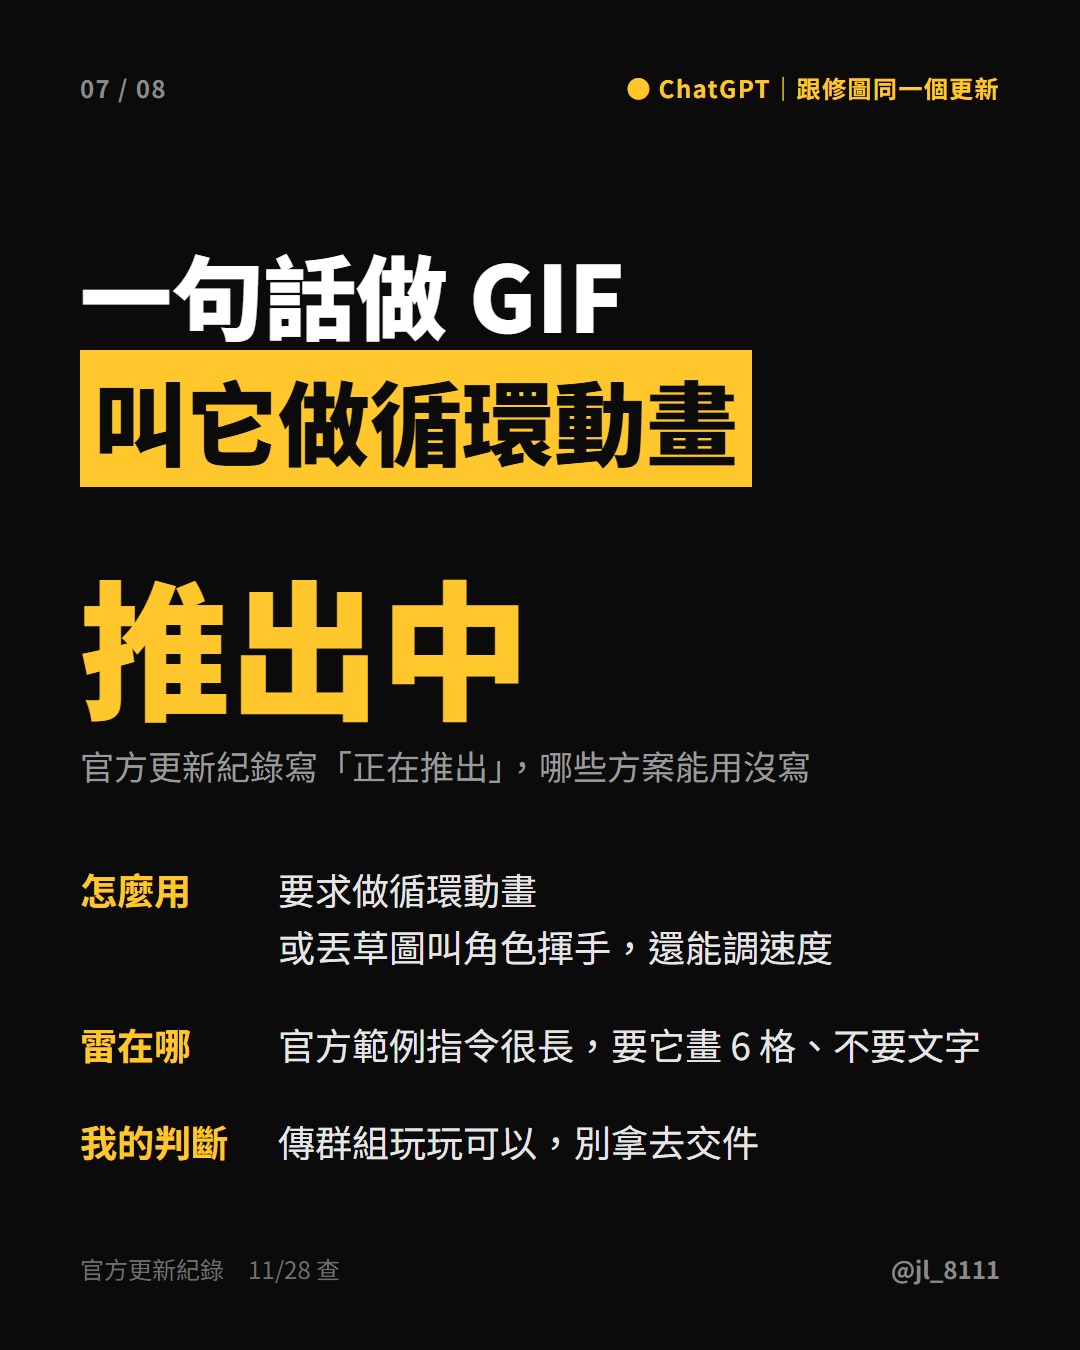 07 / 08
● ChatGPT｜跟修圖同一個更新
一句話做 GIF
叫它做循環動畫
推出中
官方更新紀錄寫「正在推出」，哪些方案能用沒寫
怎麼用 要求做循環動畫
或丟草圖叫角色揮手，還能調速度
雷在哪 官方範例指令很長，要它畫 6 格、不要文字
我的判斷 傳群組玩玩可以，別拿去交件
官方更新紀錄 11/28 查
@jl_8111